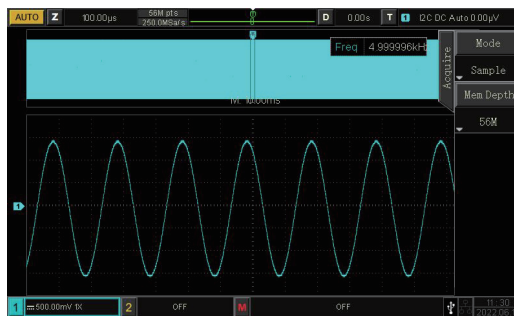 AUTO Z 100.00µs 56M pts D 0.00s T 1 I2C DC Auto 0.00µV
250.0MSa/s
Freq 4.999996kHz
Acquire
Mode
Sample
Mem Depth
56M
M: 10.00ms
1
1 500.00mV 1X 2 OFF M OFF 11:30
2022.06